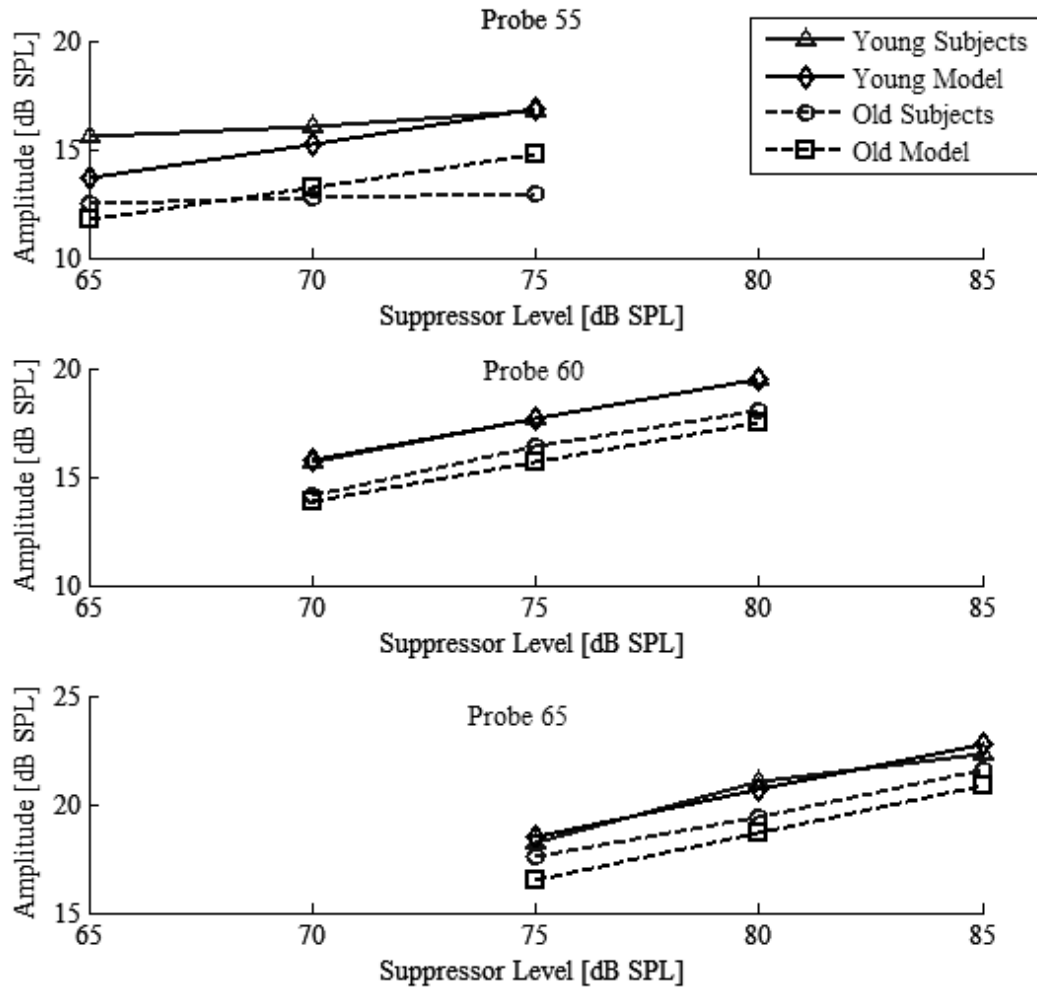 Probe 55
Young Subjects
Young Model
Old Subjects
Old Model
Amplitude [dB SPL]
20
15
10
65 70 75 80 85
Suppressor Level [dB SPL]
Probe 60
Amplitude [dB SPL]
20
15
10
65 70 75 80 85
Suppressor Level [dB SPL]
Probe 65
Amplitude [dB SPL]
25
20
15
65 70 75 80 85
Suppressor Level [dB SPL]